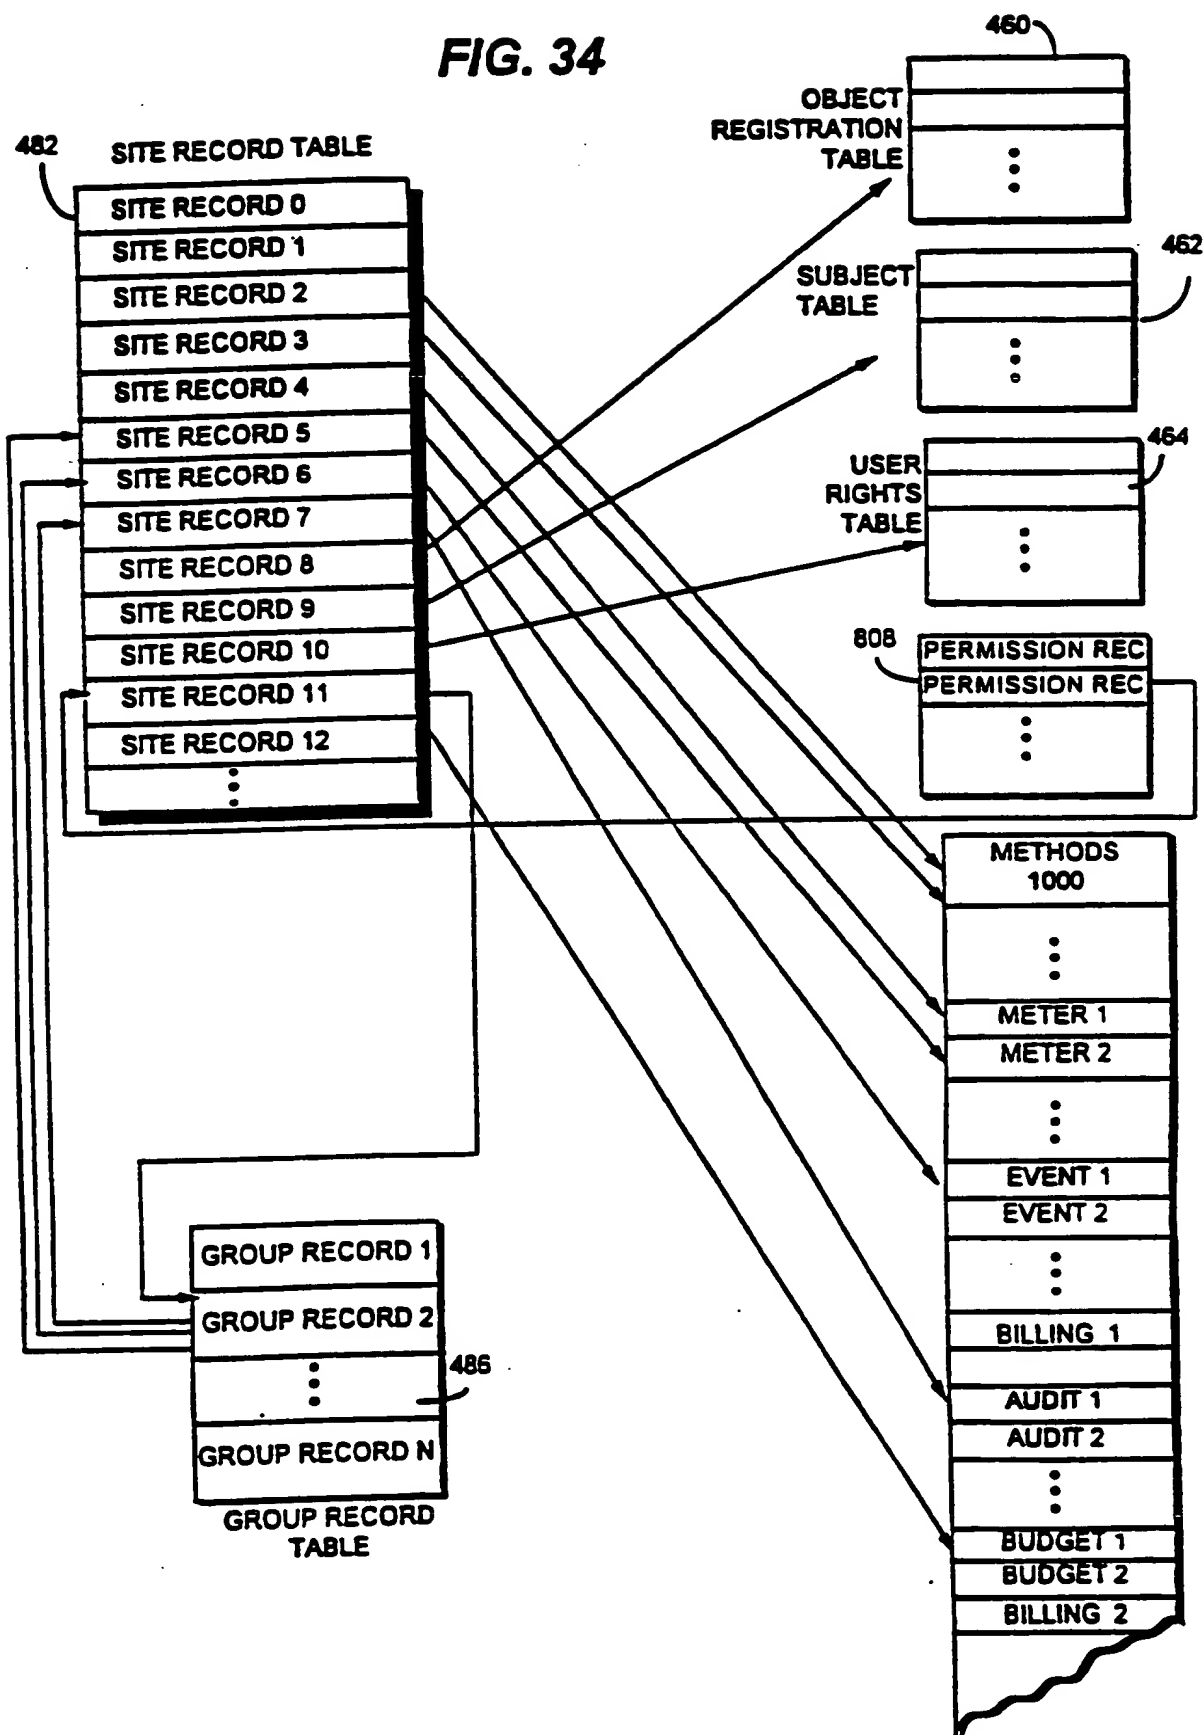 FIG. 34
482
SITE RECORD TABLE
SITE RECORD 0
SITE RECORD 1
SITE RECORD 2
SITE RECORD 3
SITE RECORD 4
SITE RECORD 5
SITE RECORD 6
SITE RECORD 7
SITE RECORD 8
SITE RECORD 9
SITE RECORD 10
SITE RECORD 11
SITE RECORD 12
460
OBJECT
REGISTRATION
TABLE
462
SUBJECT
TABLE
464
USER
RIGHTS
TABLE
808
PERMISSION REC
PERMISSION REC
METHODS
1000
METER 1
METER 2
EVENT 1
EVENT 2
BILLING 1
AUDIT 1
AUDIT 2
BUDGET 1
BUDGET 2
BILLING 2
GROUP RECORD 1
GROUP RECORD 2
486
GROUP RECORD N
GROUP RECORD
TABLE